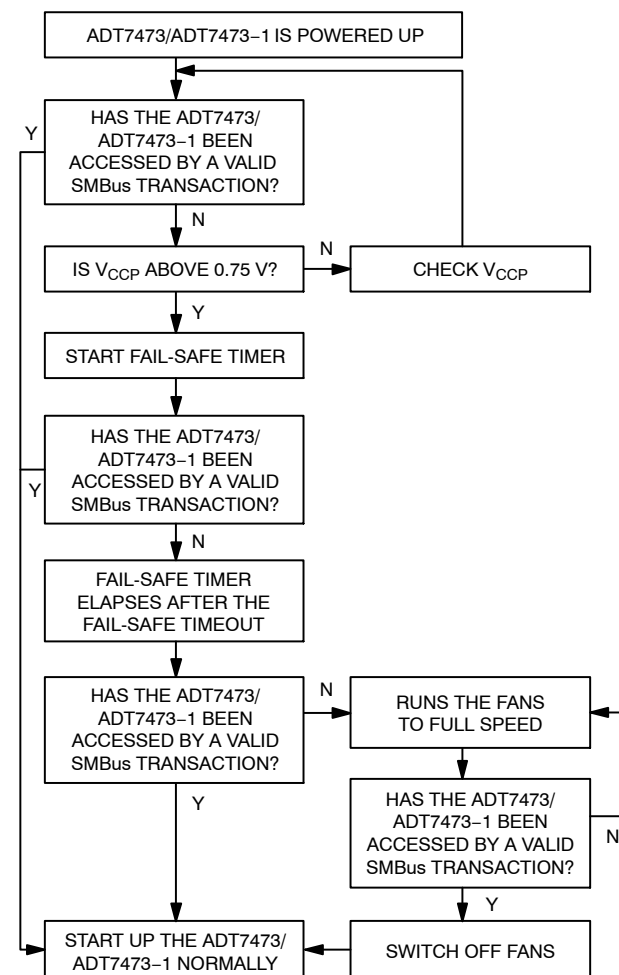 ADT7473/ADT7473−1 IS POWERED UP
HAS THE ADT7473/
ADT7473−1 BEEN
ACCESSED BY A VALID
SMBus TRANSACTION?
Y
N
IS VCCP ABOVE 0.75 V?
N
CHECK VCCP
Y
START FAIL-SAFE TIMER
HAS THE ADT7473/
ADT7473−1 BEEN
ACCESSED BY A VALID
SMBus TRANSACTION?
Y
N
FAIL-SAFE TIMER
ELAPSES AFTER THE
FAIL-SAFE TIMEOUT
HAS THE ADT7473/
ADT7473−1 BEEN
ACCESSED BY A VALID
SMBus TRANSACTION?
N
RUNS THE FANS
TO FULL SPEED
Y
HAS THE ADT7473/
ADT7473−1 BEEN
ACCESSED BY A VALID
SMBus TRANSACTION?
N
Y
START UP THE ADT7473/
ADT7473−1 NORMALLY
SWITCH OFF FANS